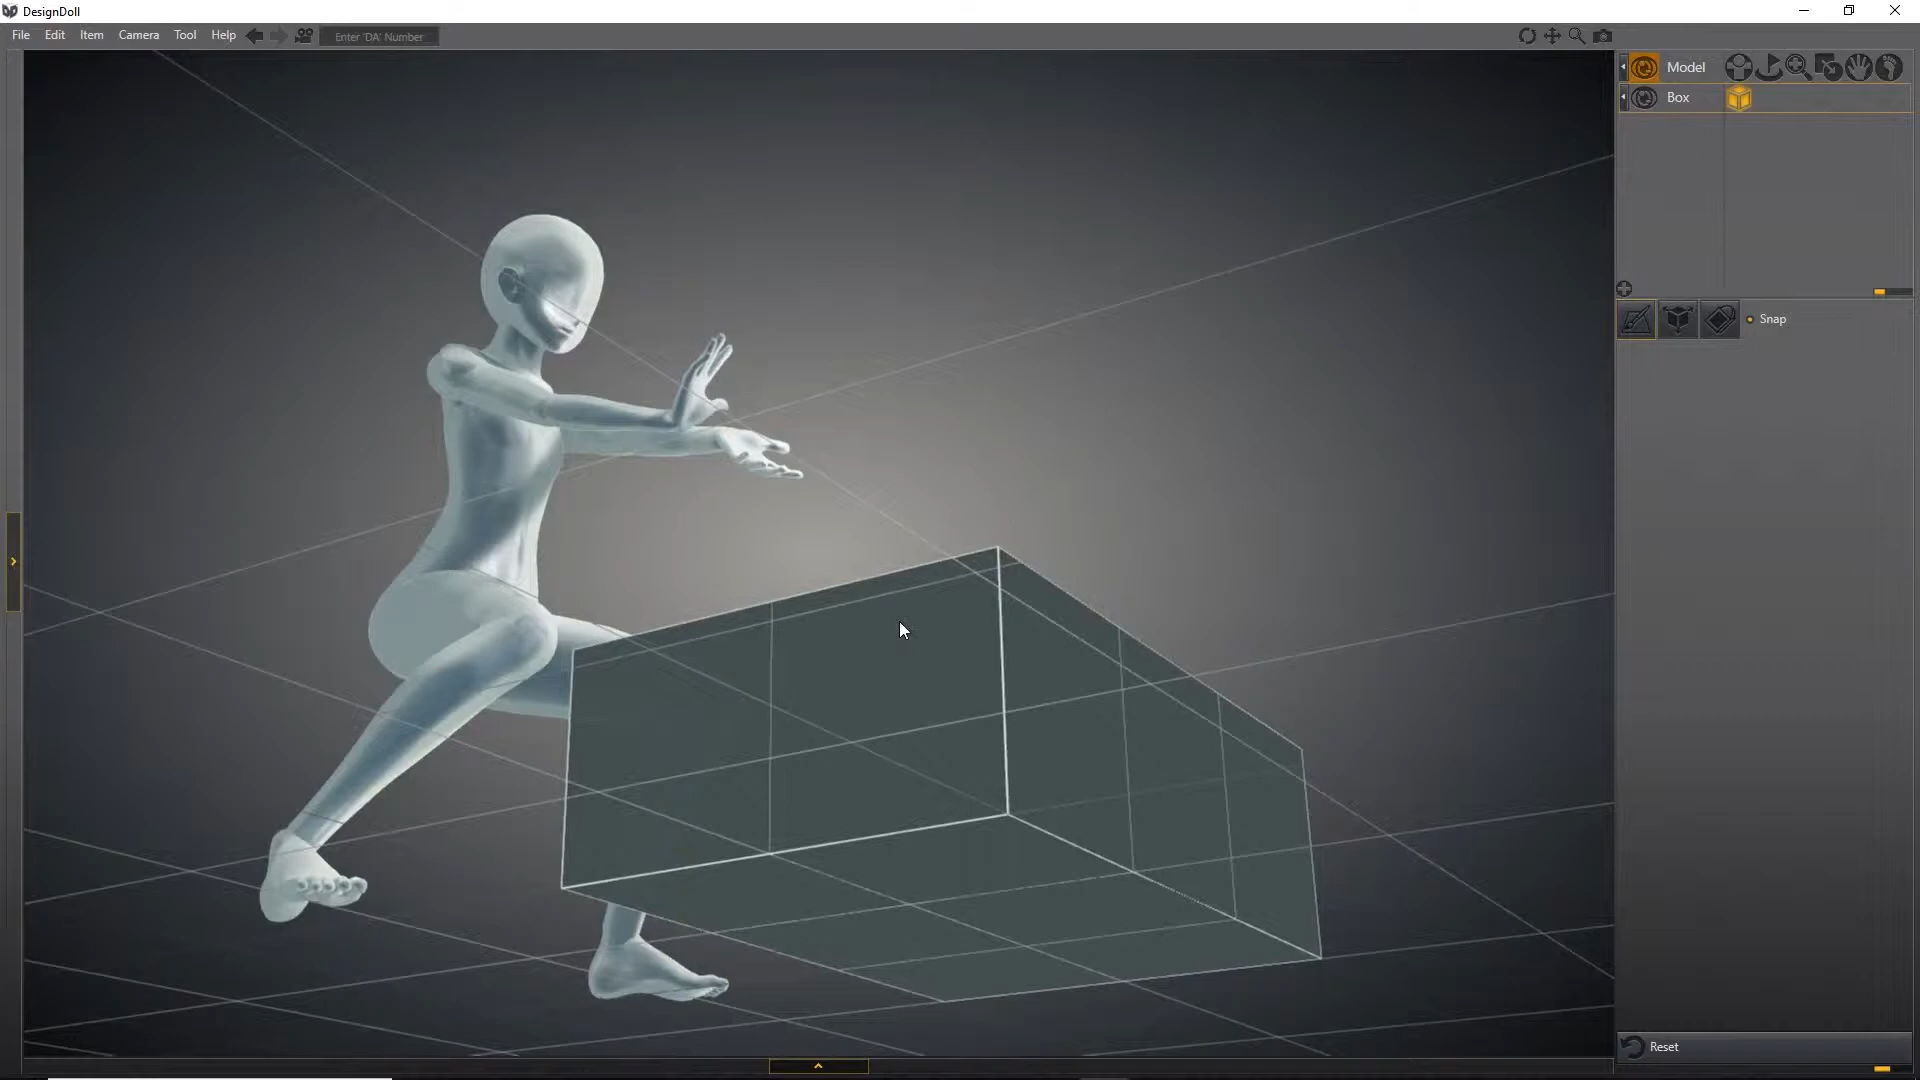 DesignDoll
File Edit Item Camera Tool Help Enter 'DA' Number
Model
Box
Snap
Reset